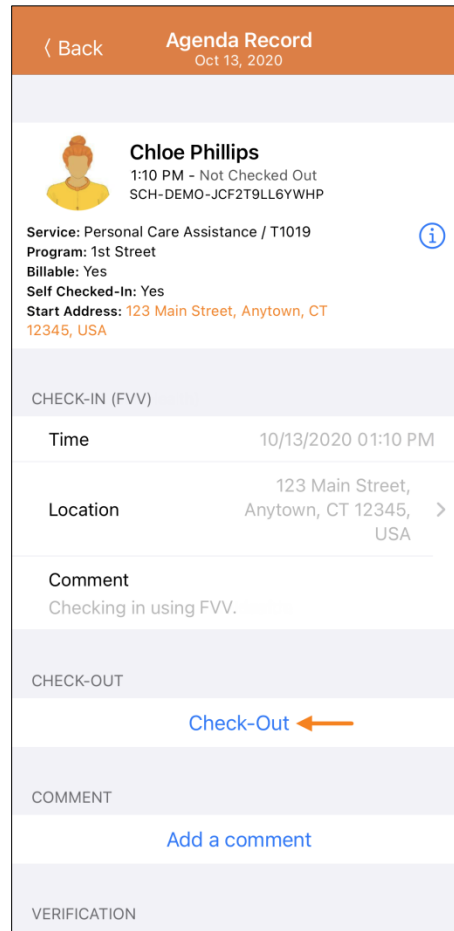 < Back
Agenda Record
Oct 13, 2020
Chloe Phillips
1:10 PM - Not Checked Out
SCH-DEMO-JCF2T9LL6YWHP
Service: Personal Care Assistance / T1019
Program: 1st Street
Billable: Yes
Self Checked-In: Yes
Start Address: 123 Main Street, Anytown, CT
12345, USA
CHECK-IN (FVV)
Time
10/13/2020 01:10 PM
Location
123 Main Street,
Anytown, CT 12345,
USA
Comment
Checking in using FVV.
CHECK-OUT
Check-Out
COMMENT
Add a comment
VERIFICATION